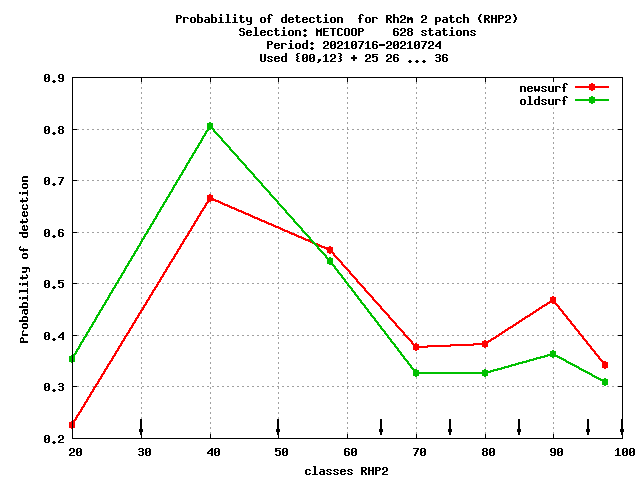 Probability of detection  for Rh2m 2 patch (RHP2)
Selection: METCOOP    628 stations
Period: 20210716-20210724
Used {00,12} + 25 26 ... 36
newsurf
oldsurf
0.9
0.8
0.7
0.6
0.5
0.4
0.3
0.2
Probability of detection
20 30 40 50 60 70 80 90 100
classes RHP2